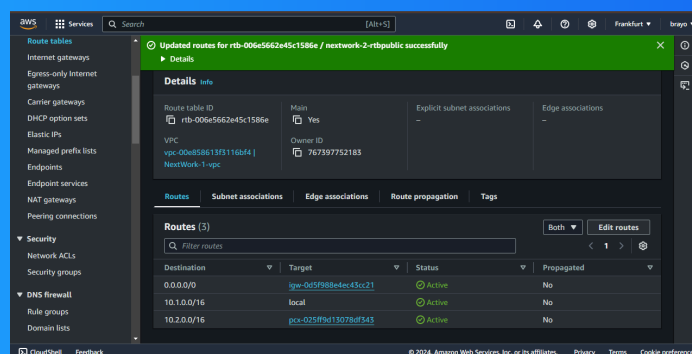 aws
Services
Search
[Alt+S]
Frankfurt
brayo
Route tables
Internet gateways
Egress-only Internet
gateways
Carrier gateways
DHCP option sets
Elastic IPs
Managed prefix lists
Endpoints
Endpoint services
NAT gateways
Peering connections
Security
Network ACLs
Security groups
DNS firewall
Rule groups
Domain lists
Updated routes for rtb-006e5662e45c1586e / nextwork-2-rtbpublic successfully
Details
Details Info
Route table ID
rtb-006e5662e45c1586e
Main
Yes
Explicit subnet associations
–
Edge associations
–
VPC
vpc-00e858613f3116bf4 |
NextWork-1-vpc
Owner ID
767397752183
Routes Subnet associations Edge associations Route propagation Tags
Routes (3)
Both
Edit routes
Filter routes
1
Destination Target Status Propagated
0.0.0.0/0 igw-0d5f988e4ec43cc21 Active No
10.1.0.0/16 local Active No
10.2.0.0/16 pcx-025ff9d13078df343 Active No
CloudShell Feedback © 2024, Amazon Web Services, Inc. or its affiliates. Privacy Terms Cookie preferences